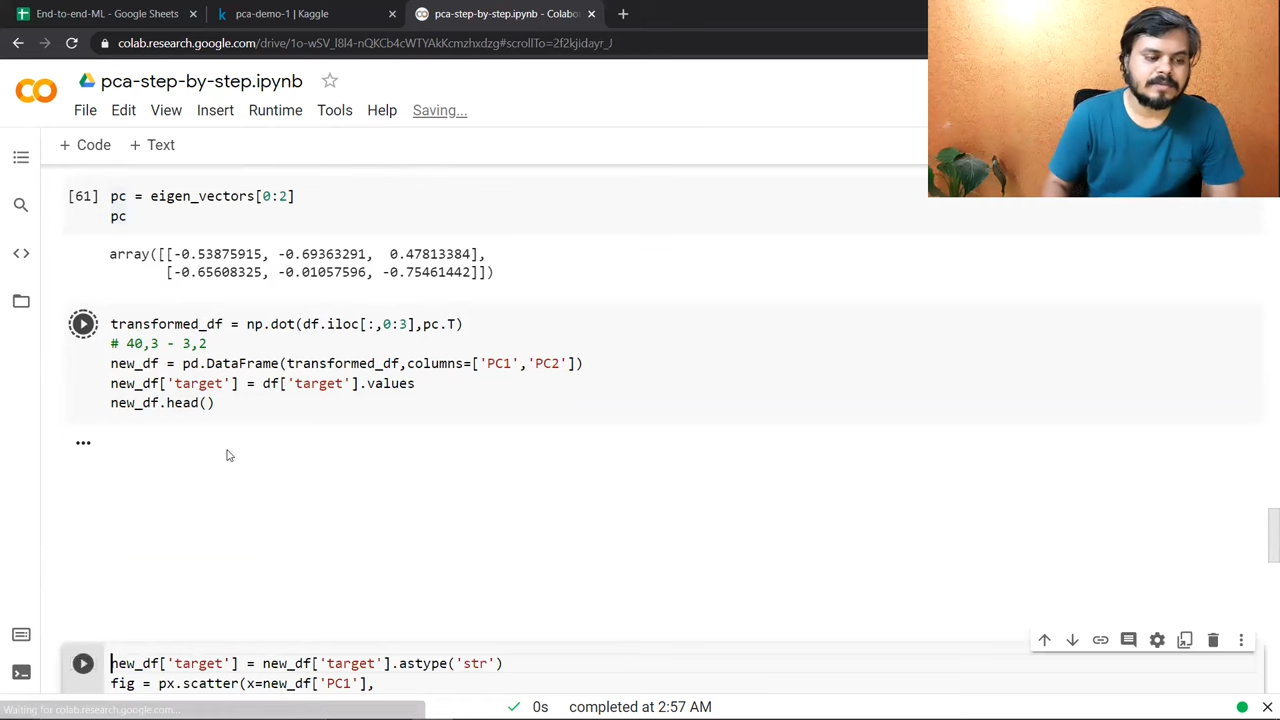 End-to-end-ML - Google Sheets
pca-demo-1 | Kaggle
pca-step-by-step.ipynb - Colabo
colab.research.google.com/drive/1o-wSV_l8l4-nQKCb4cWTYAkKcmzhxdzg#scrollTo=2f2kjidayr_J
pca-step-by-step.ipynb
File Edit View Insert Runtime Tools Help Saving...
+ Code + Text
[61] pc = eigen_vectors[0:2]
pc
array([[-0.53875915, -0.69363291, 0.47813384],
[-0.65608325, -0.01057596, -0.75461442]])
transformed_df = np.dot(df.iloc[:,0:3],pc.T)
# 40,3 - 3,2
new_df = pd.DataFrame(transformed_df,columns=['PC1','PC2'])
new_df['target'] = df['target'].values
new_df.head()
new_df['target'] = new_df['target'].astype('str')
fig = px.scatter(x=new_df['PC1'],
Waiting for colab.research.google.com...
0s completed at 2:57 AM